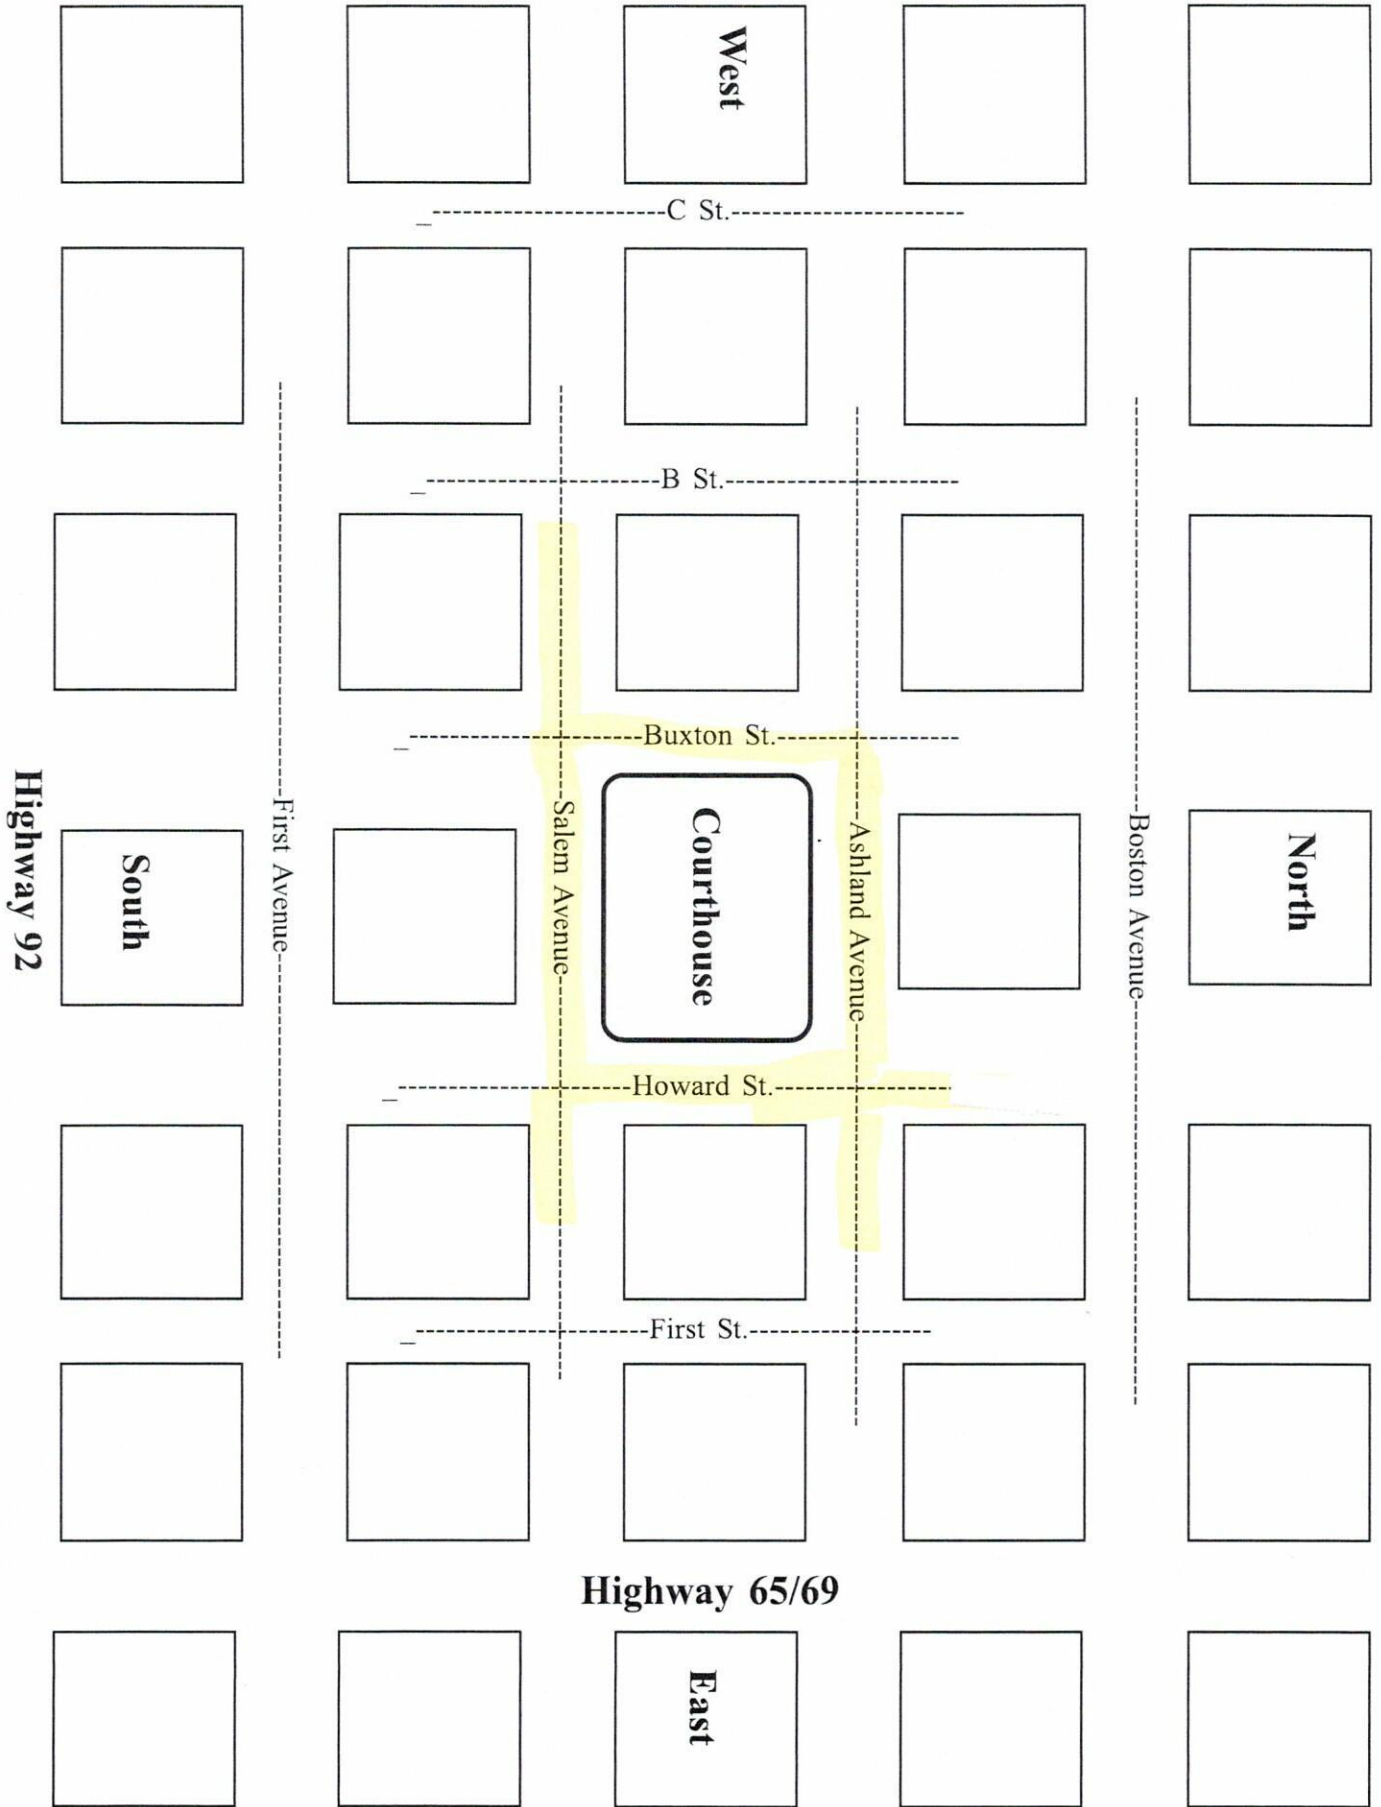 West
C St.
B St.
Buxton St.
Highway 92
South
First Avenue
Salem Avenue
Courthouse
Ashland Avenue
Boston Avenue
North
Howard St.
First St.
Highway 65/69
East